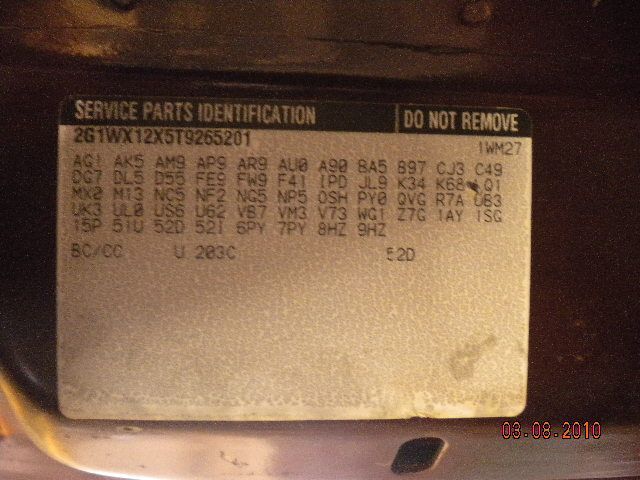 SERVICE PARTS IDENTIFICATION DO NOT REMOVE
2G1WX12X5T9265201 1WM27
AG1 AK5 AM9 AP9 AR9 AU0 A90 BA5 B97 CJ3 C49
DG7 DL5 D55 FE9 FW9 F41 IPD JL9 K34 K68 Q1
MX0 M13 NC5 NF2 NG5 NP5 OSH PY0 QVG R7A UB3
UK3 UL0 US6 U62 VB7 VM3 V73 WG1 Z7G 1AY 1SG
15P 51U 52D 52I 6PY 7PY 8HZ 9HZ
BC/CC U 203C 52D
03.08.2010